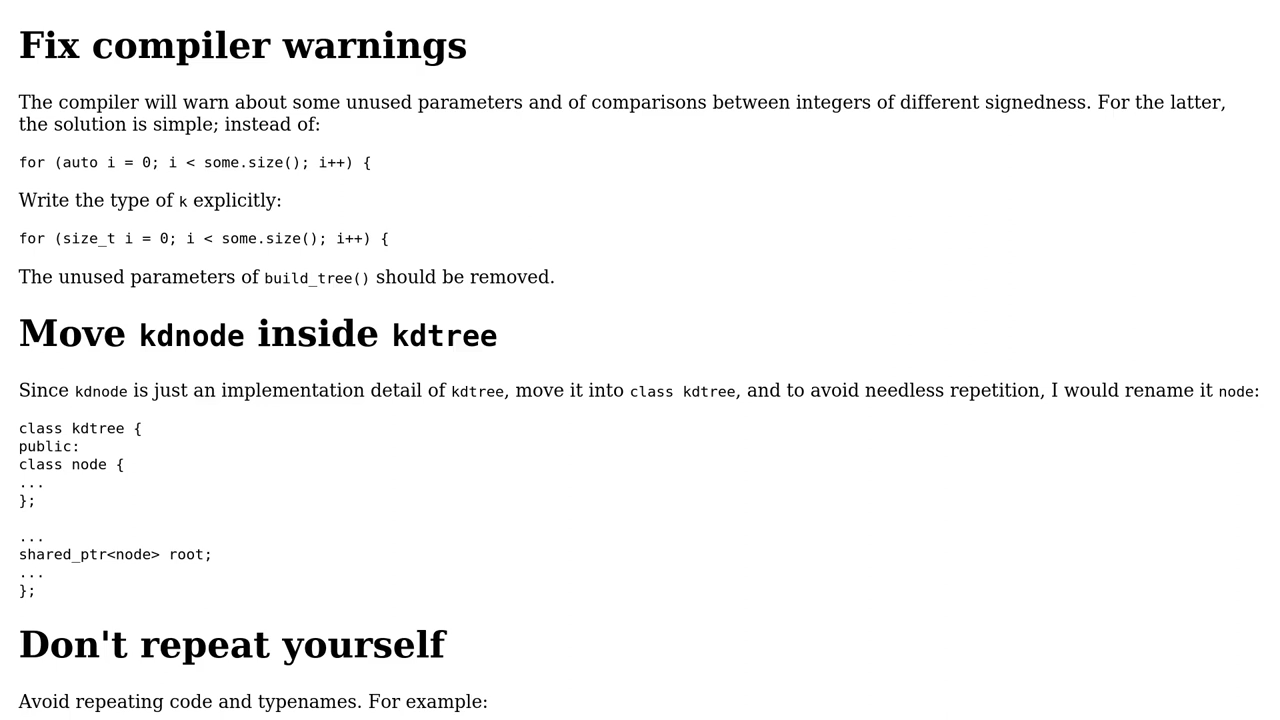 Fix compiler warnings
The compiler will warn about some unused parameters and of comparisons between integers of different signedness. For the latter,
the solution is simple; instead of:
for (auto i = 0; i < some.size(); i++) {
Write the type of k explicitly:
for (size_t i = 0; i < some.size(); i++) {
The unused parameters of build_tree() should be removed.
Move kdnode inside kdtree
Since kdnode is just an implementation detail of kdtree, move it into class kdtree, and to avoid needless repetition, I would rename it node:
class kdtree {
public:
class node {
...
};
...
shared_ptr<node> root;
...
};
Don't repeat yourself
Avoid repeating code and typenames. For example: